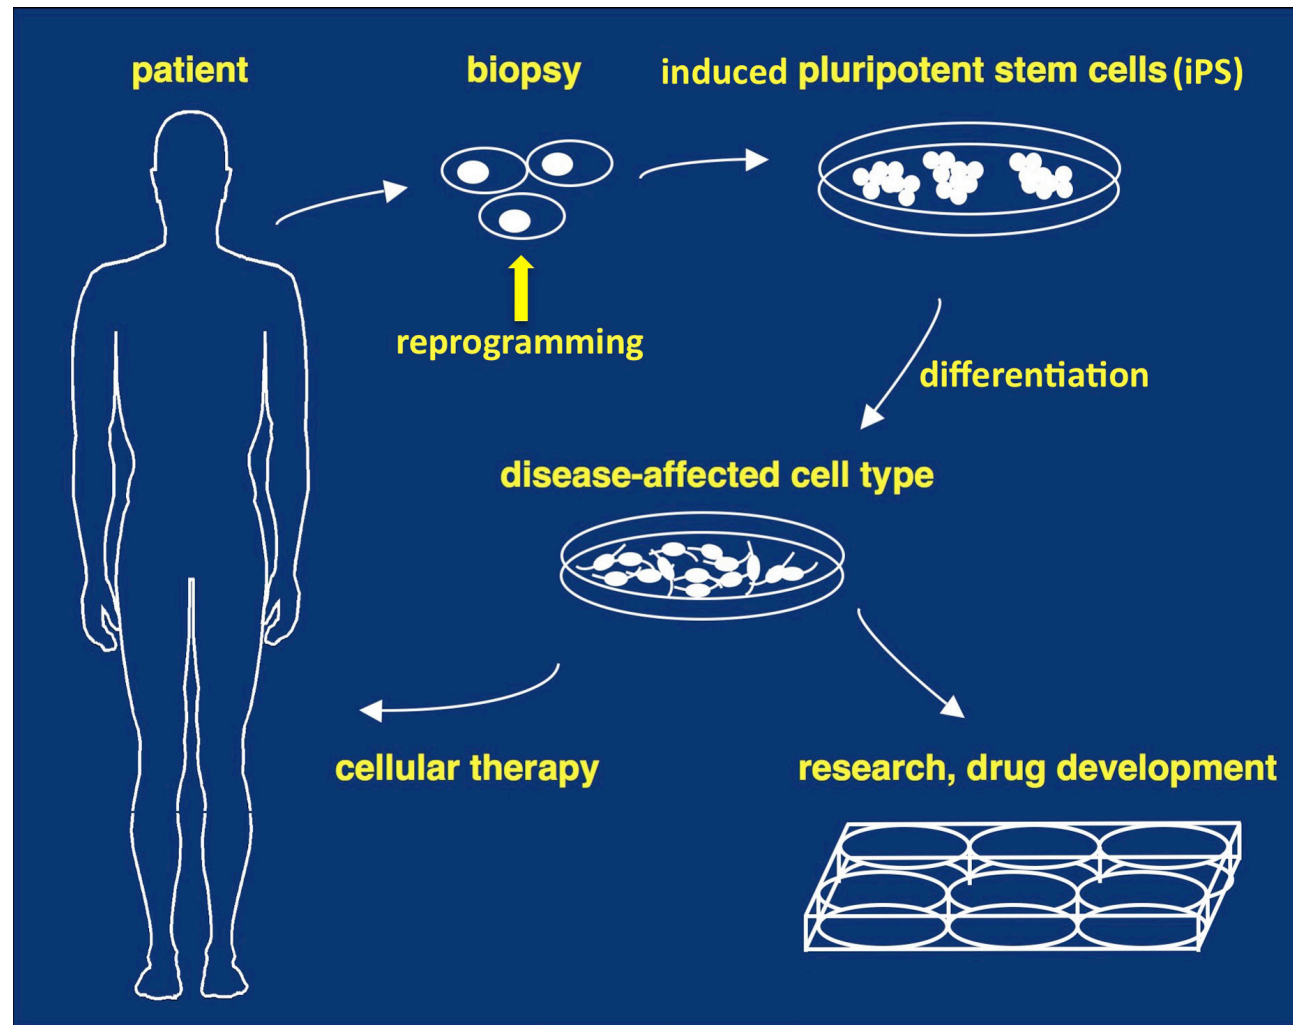 patient
biopsy
induced pluripotent stem cells (iPS)
reprogramming
differentiation
disease-affected cell type
cellular therapy
research, drug development